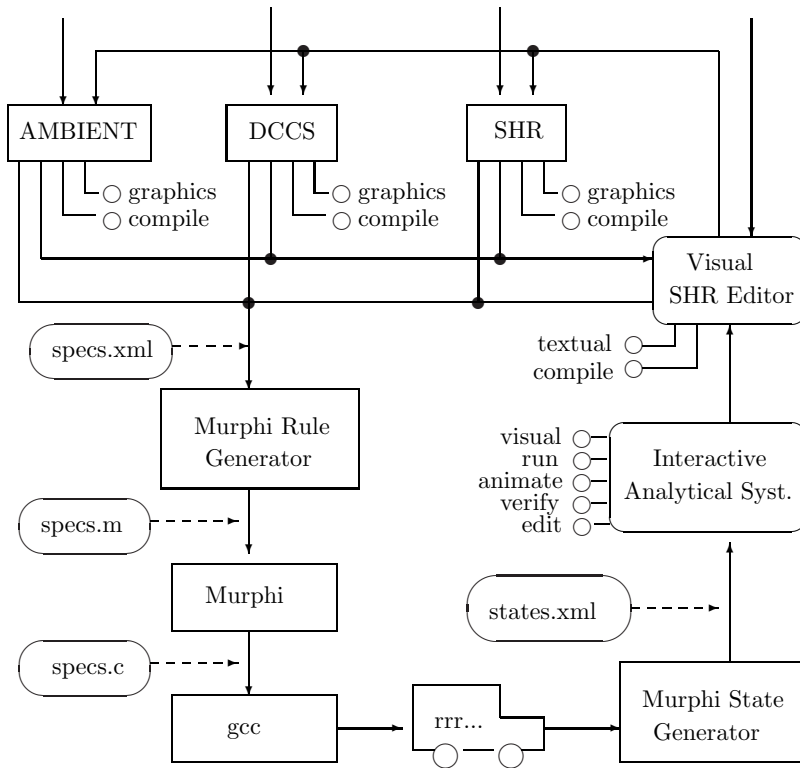 AMBIENT
DCCS
SHR
graphics
compile
graphics
compile
graphics
compile
Visual
SHR Editor
textual
compile
specs.xml
Murphi Rule
Generator
visual
run
animate
verify
edit
Interactive
Analytical Syst.
specs.m
Murphi
states.xml
specs.c
gcc
rrr...
Murphi State
Generator